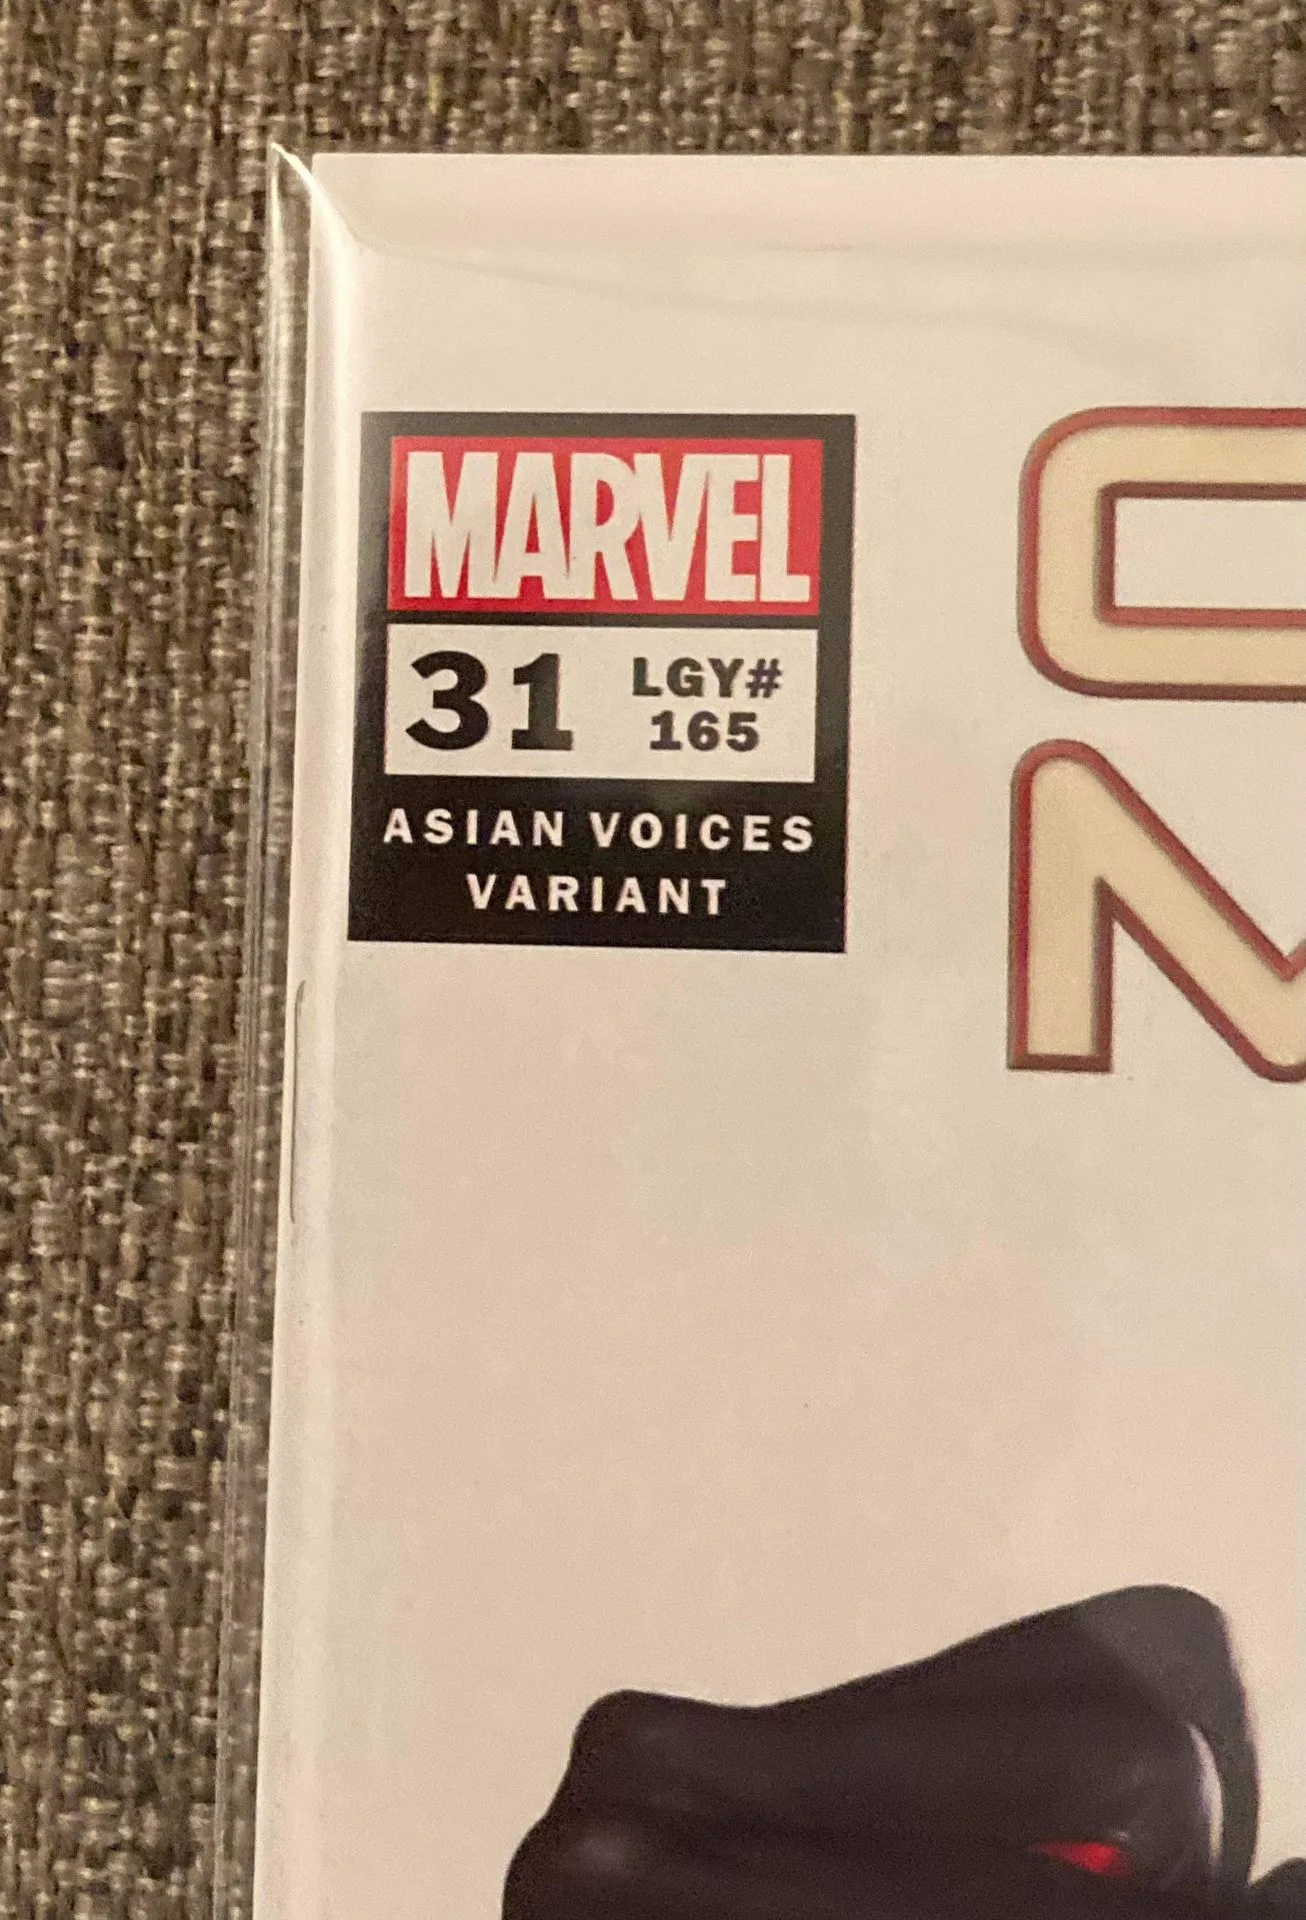 MARVEL
31 LGY#
165
ASIAN VOICES
VARIANT
C
M